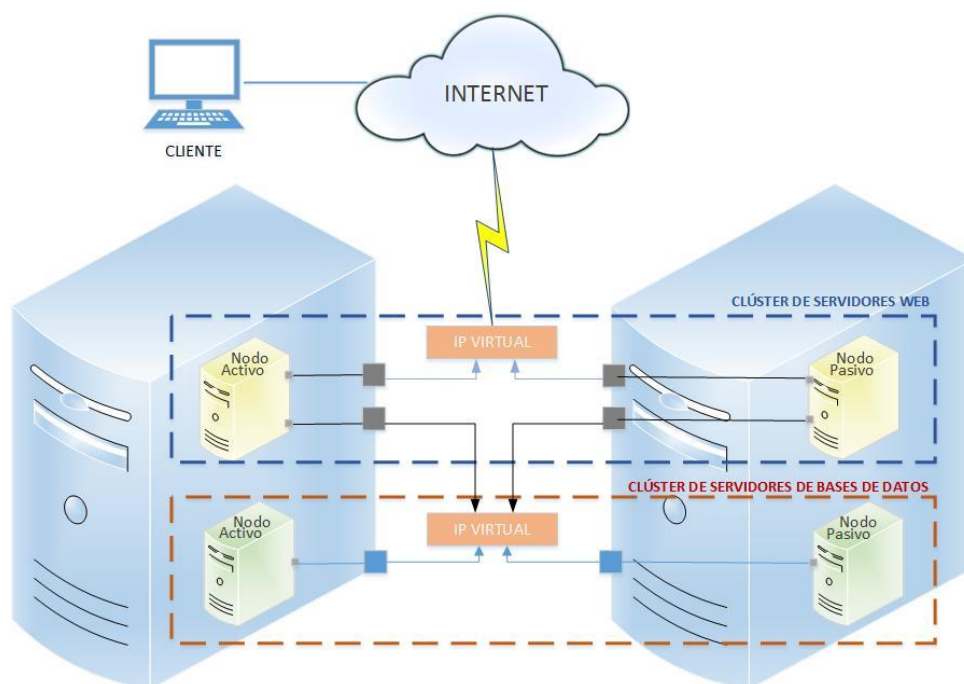 INTERNET
CLIENTE
CLÚSTER DE SERVIDORES WEB
IP VIRTUAL
Nodo
Activo
Nodo
Pasivo
CLÚSTER DE SERVIDORES DE BASES DE DATOS
IP VIRTUAL
Nodo
Activo
Nodo
Pasivo